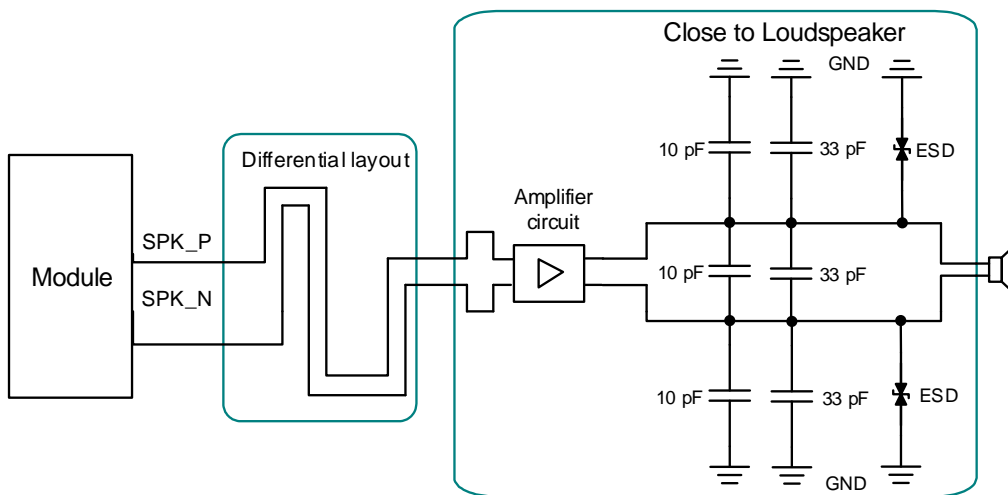 Close to Loudspeaker
GND
Differential layout
10 pF
33 pF
ESD
Amplifier
circuit
SPK_P
Module
10 pF
33 pF
SPK_N
10 pF
33 pF
ESD
GND